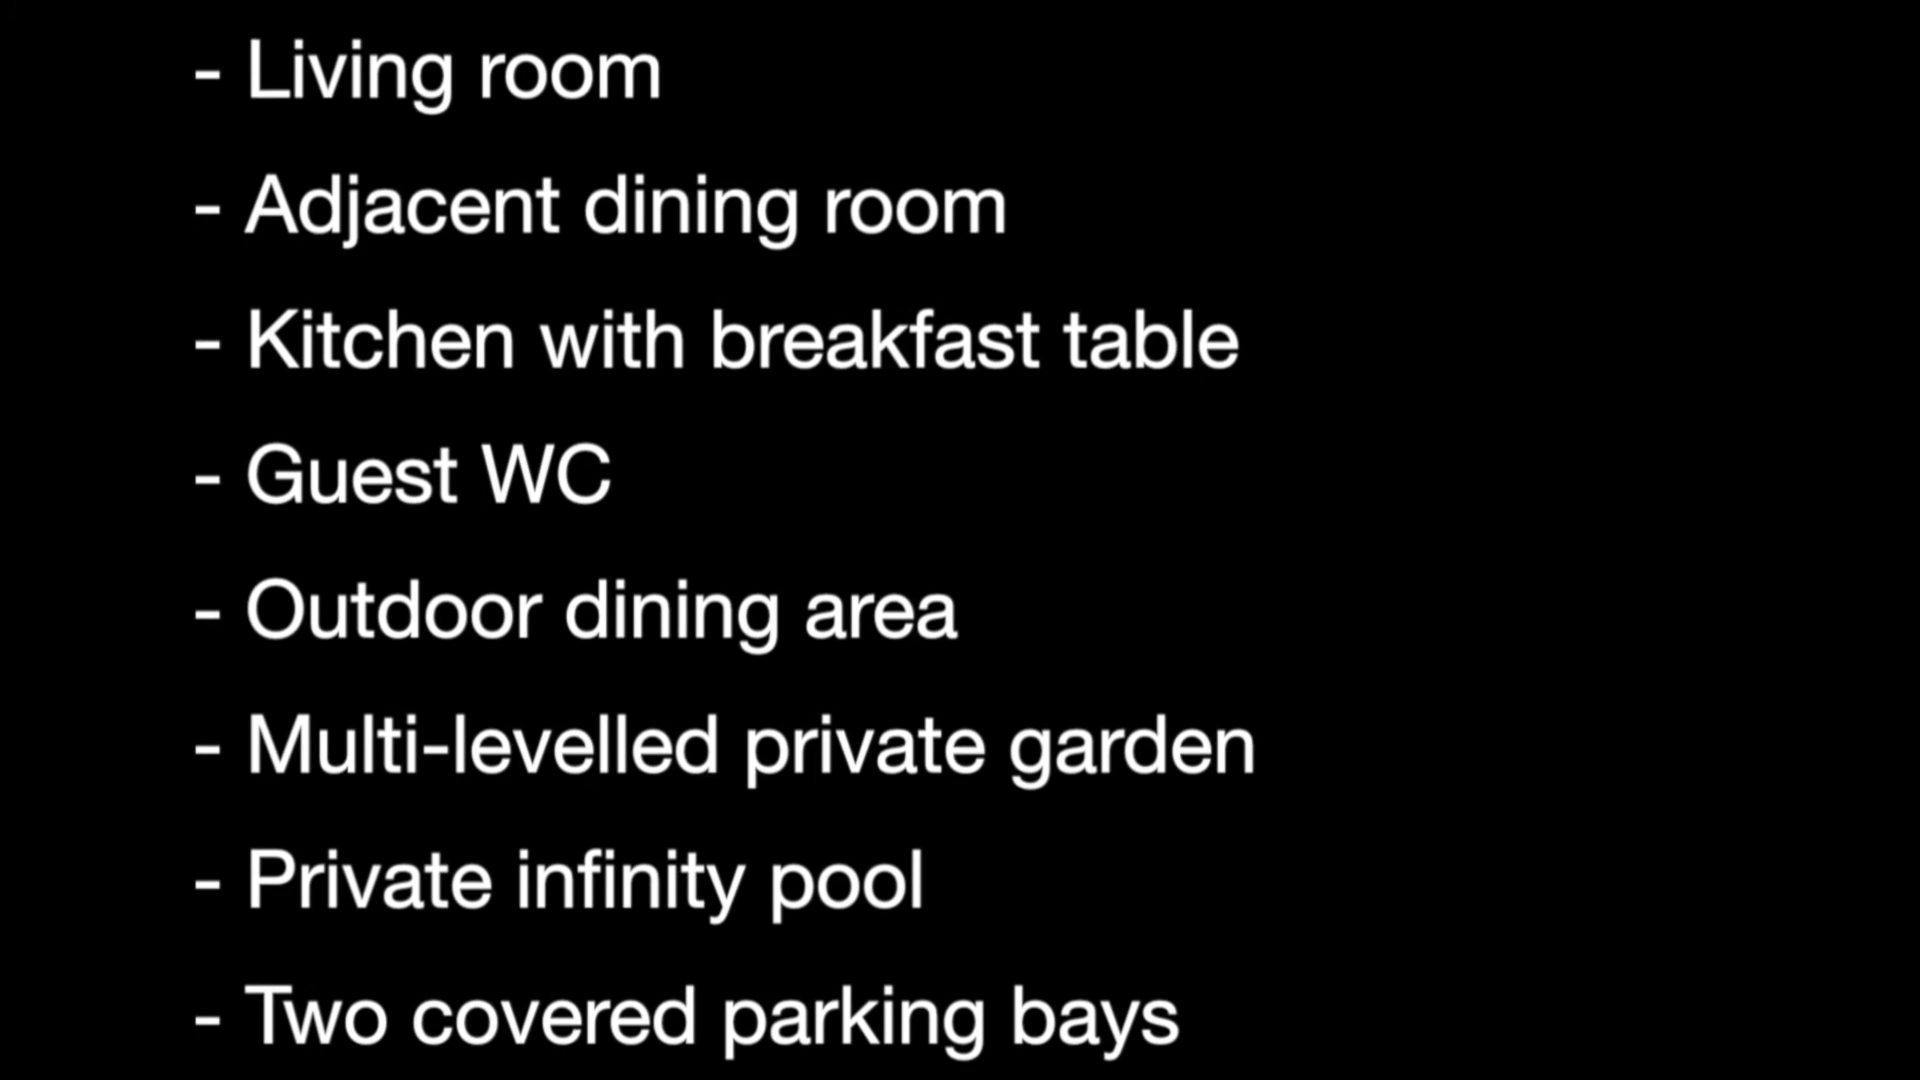 - Living room
- Adjacent dining room
- Kitchen with breakfast table
- Guest WC
- Outdoor dining area
- Multi-levelled private garden
- Private infinity pool
- Two covered parking bays